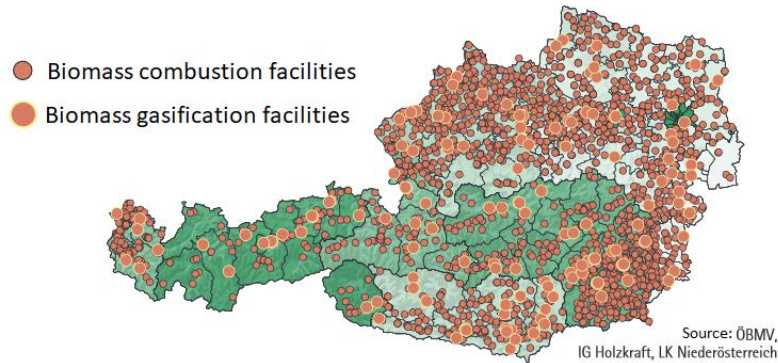 Biomass combustion facilities
Biomass gasification facilities
Source: ÖBMV,
IG Holzkraft, LK Niederösterreich